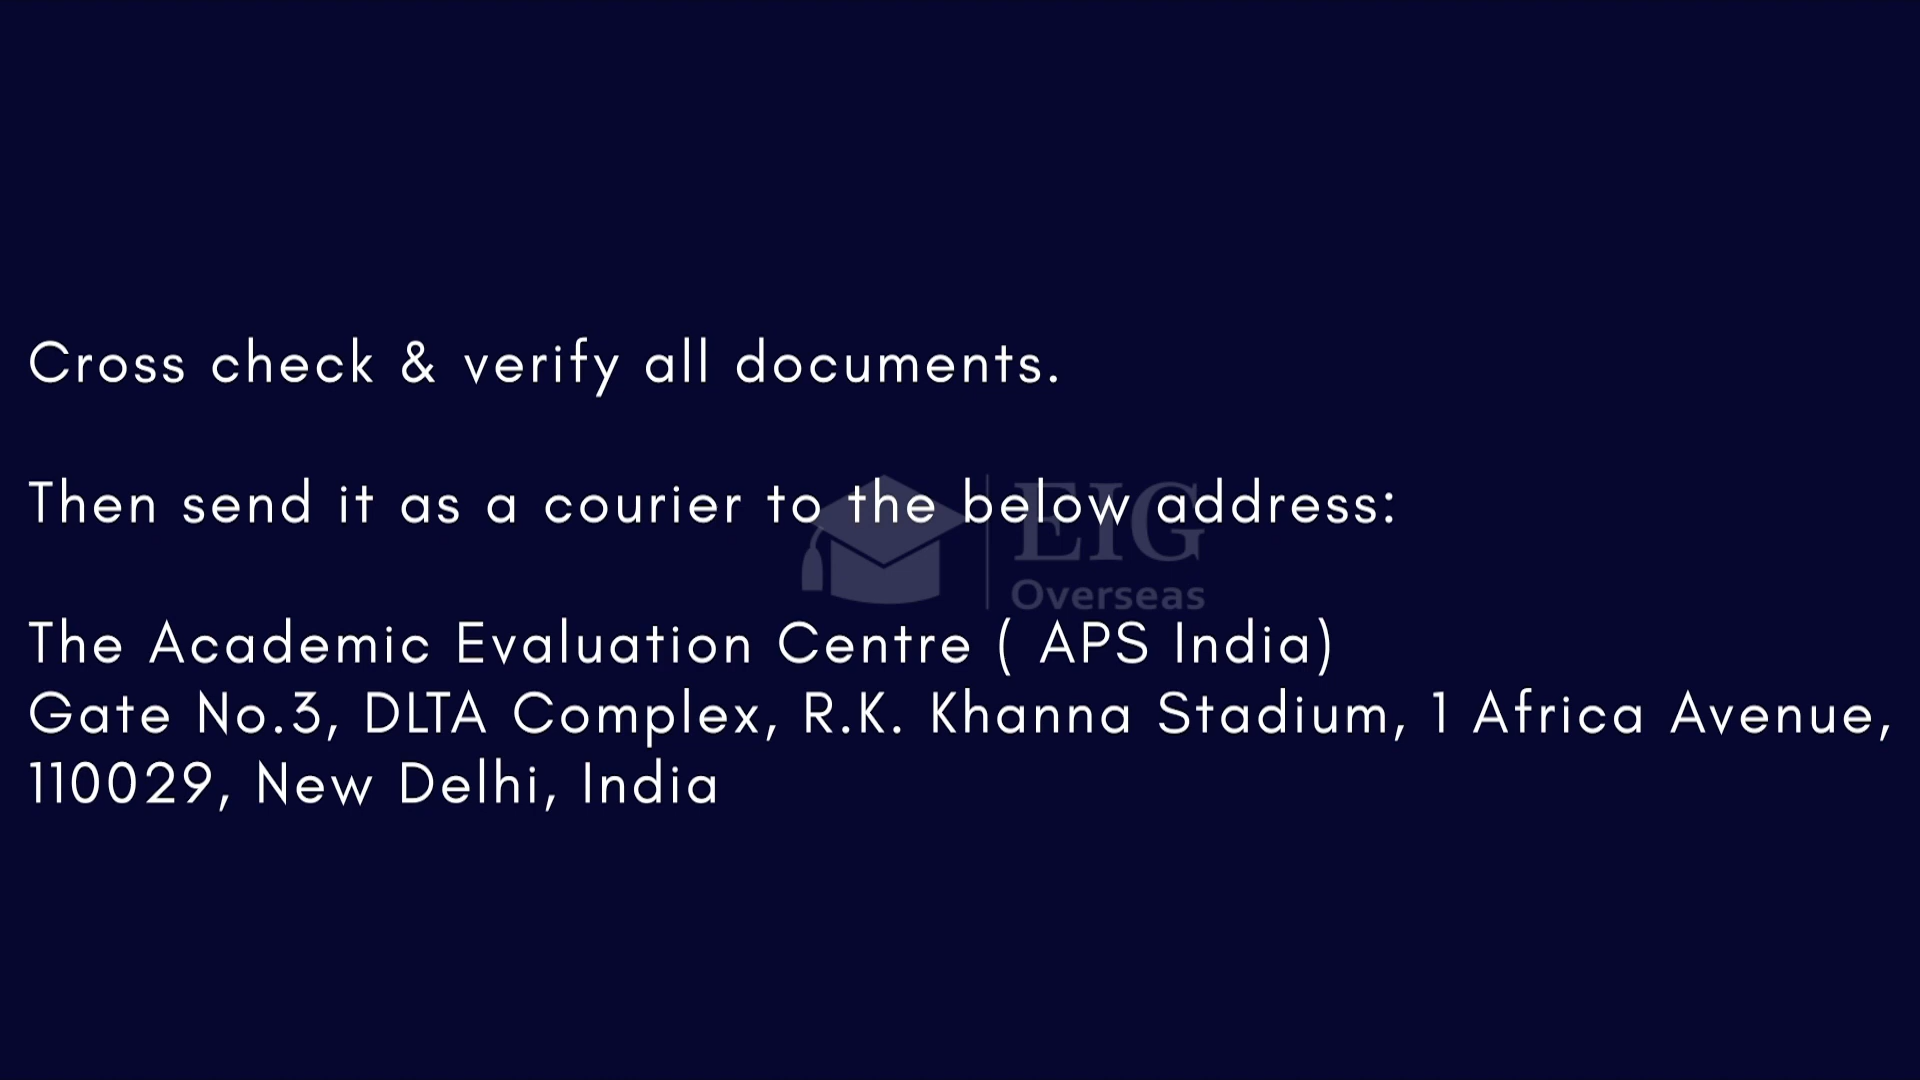 Cross check & verify all documents.
Then send it as a courier to the below address:
EIG
Overseas
The Academic Evaluation Centre ( APS India)
Gate No.3, DLTA Complex, R.K. Khanna Stadium, 1 Africa Avenue,
110029, New Delhi, India